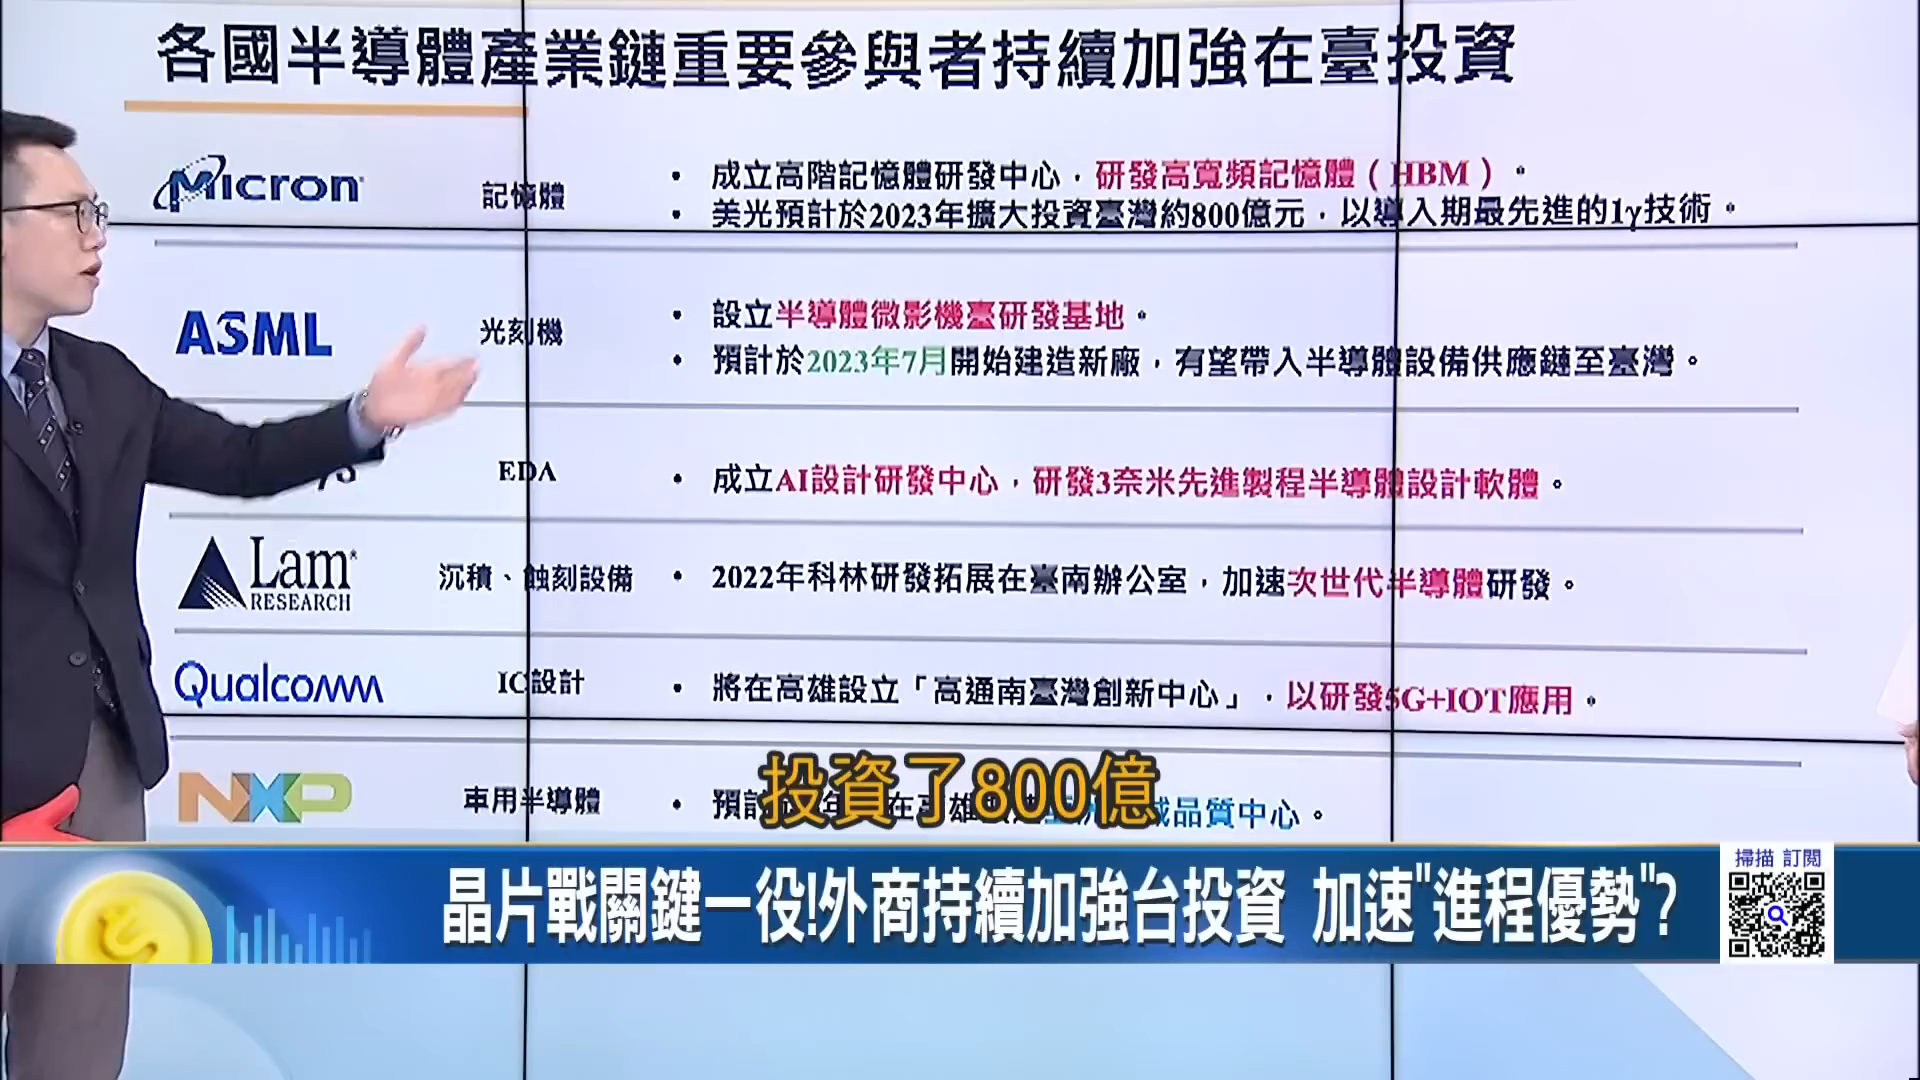 各國半導體產業鏈重要參與者持續加強在臺投資
Micron
記憶體
• 成立高階記憶體研發中心，研發高寬頻記憶體（HBM）。
• 美光預計於2023年擴大投資臺灣約800億元，以導入期最先進的1γ技術。
ASML
光刻機
• 設立半導體微影機臺研發基地。
• 預計於2023年7月開始建造新廠，有望帶入半導體設備供應鏈至臺灣。
EDA
• 成立AI設計研發中心，研發3奈米先進製程半導體設計軟體。
Lam
RESEARCH
沉積、蝕刻設備
• 2022年科林研發拓展在臺南辦公室，加速次世代半導體研發。
Qualcomm
IC設計
• 將在高雄設立「高通南臺灣創新中心」，以研發5G+IOT應用。
NXP
車用半導體
• 預 年 在高雄 品質中心。
投資了800億
晶片戰關鍵一役!外商持續加強台投資 加速"進程優勢"?
掃描 訂閱